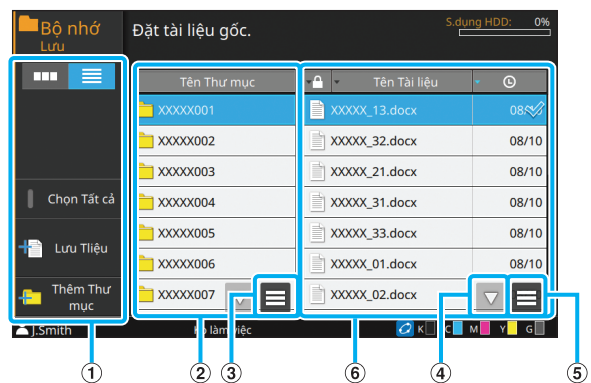 Bộ nhớ
Lưu
Đặt tài liệu gốc.
S.dụng HDD: 0%
Tên Thư mục
Tên Tài liệu
XXXXX001
XXXXX_13.docx
XXXXX002
XXXXX_32.docx 08/10
XXXXX003
XXXXX_21.docx 08/10
Chọn Tất cả
XXXXX004
XXXXX_31.docx 08/10
Lưu Tliệu
XXXXX005
XXXXX_33.docx 08/10
XXXXX006
XXXXX_01.docx 08/10
Thêm Thư
mục
XXXXX007
XXXXX_02.docx
J.Smith
làm việc
K C M Y G
1 2 3 6 4 5